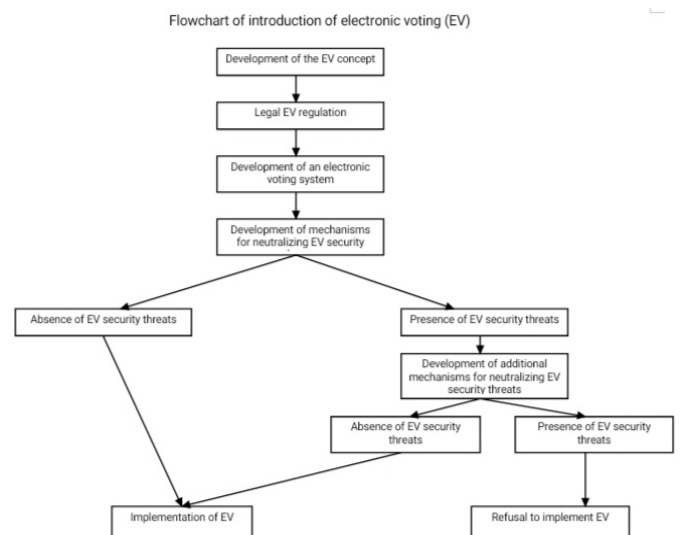 Flowchart of introduction of electronic voting (EV)
Development of the EV concept
Legal EV regulation
Development of an electronic
voting system
Development of mechanisms
for neutralizing EV security
Absence of EV security threats
Presence of EV security threats
Development of additional
mechanisms for neutralizing EV
security threats
Absence of EV security
threats
Presence of EV security
threats
Implementation of EV
Refusal to implement EV